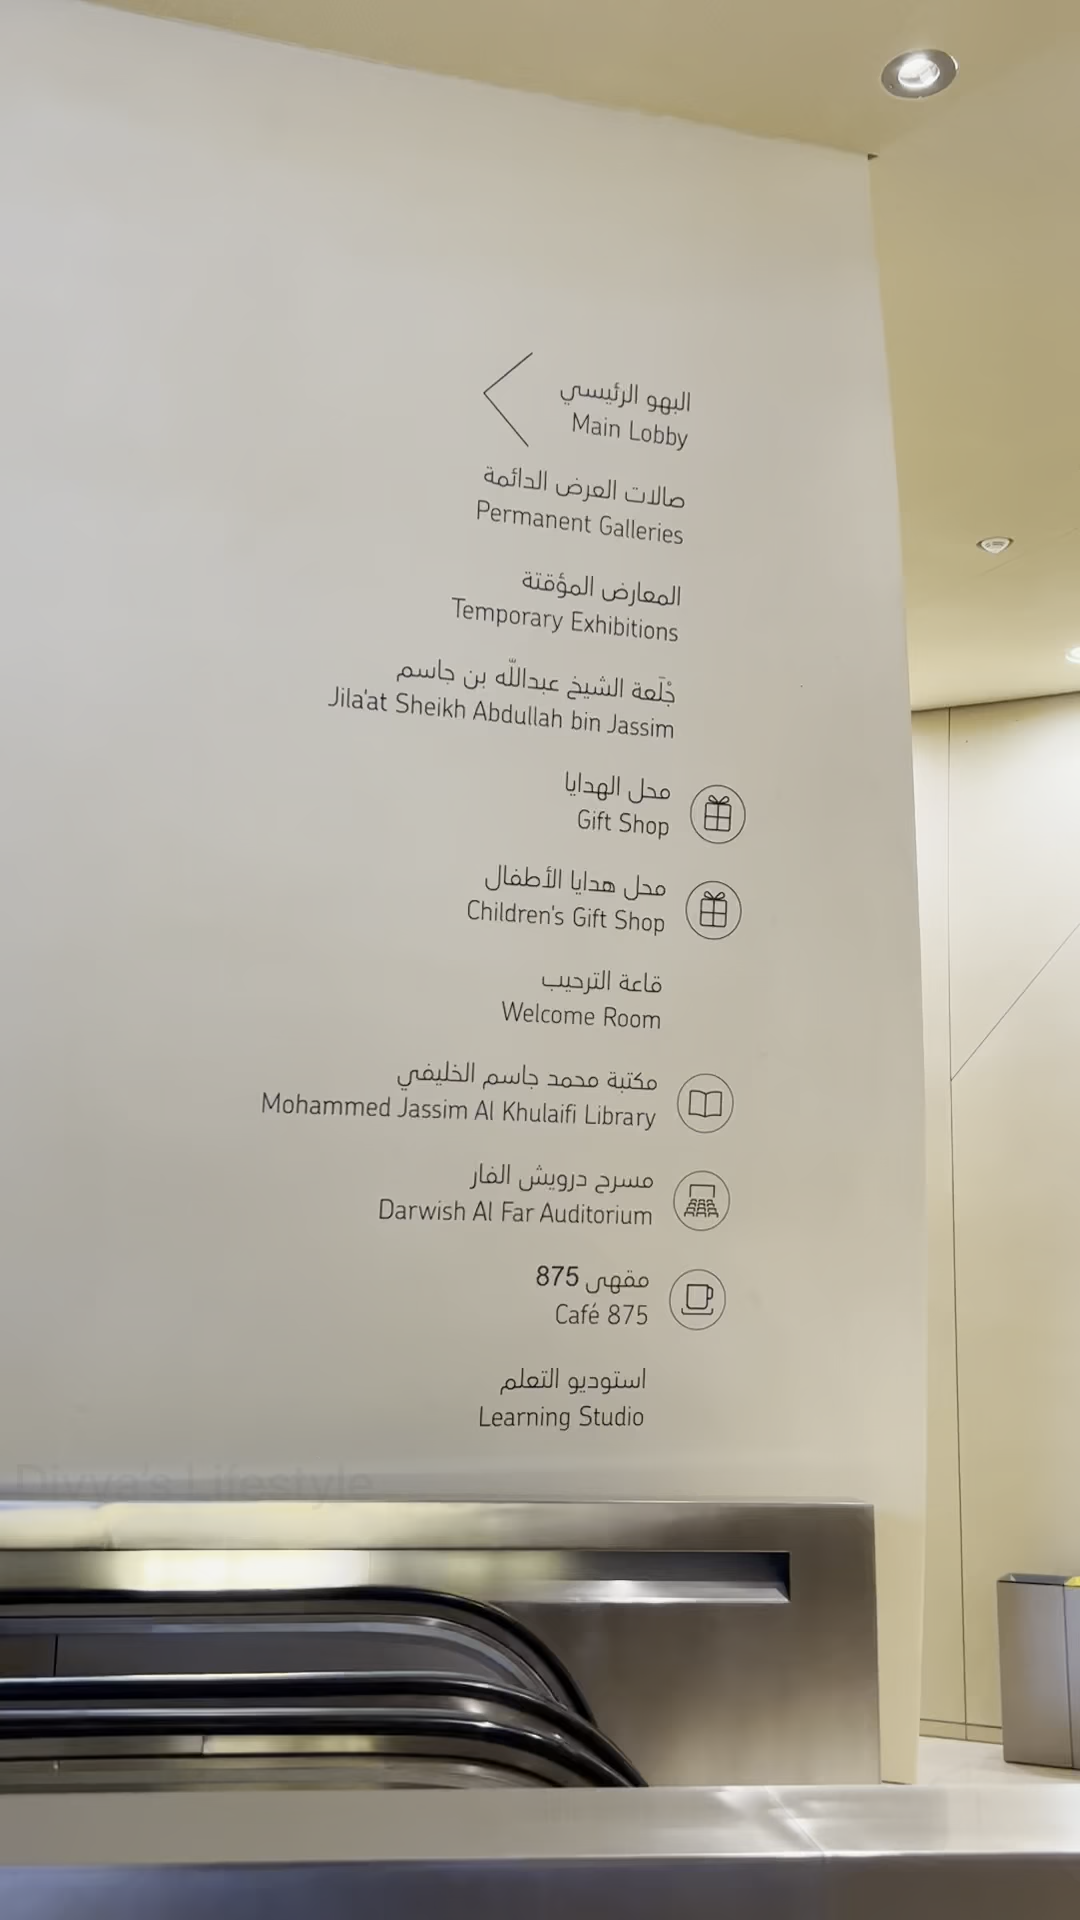 البهو الرئيسي
Main Lobby
صالات العرض الدائمة
Permanent Galleries
المعارض المؤقتة
Temporary Exhibitions
جْلَعة الشيخ عبداللّه بن جاسم
Jila'at Sheikh Abdullah bin Jassim
محل الهدايا
Gift Shop
محل هدايا الأطفال
Children's Gift Shop
قاعة الترحيب
Welcome Room
مكتبة محمد جاسم الخليفي
Mohammed Jassim Al Khulaifi Library
مسرح درويش الفار
Darwish Al Far Auditorium
مقهى 875
Café 875
استوديو التعلم
Learning Studio
Divya's Lifestyle